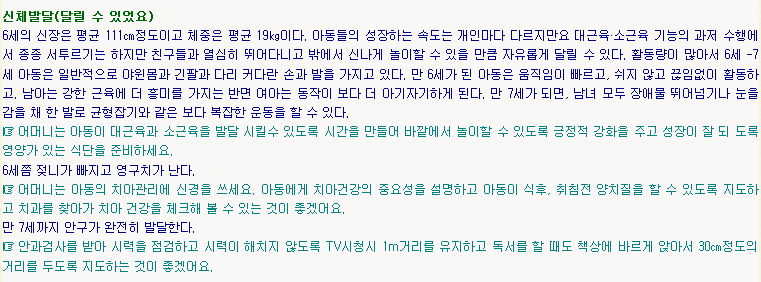 신체발달(달릴 수 있었요)
6세의 신장은 평균 111㎝정도이고 체중은 평균 19㎏이다. 아동들의 성장하는 속도는 개인마다 다르지만요 대근육·소근육 기능의 과저 수행에
서 종종 서투르기는 하지만 친구들과 열심히 뛰어다니고 밖에서 신나게 놀이할 수 있을 만큼 자유롭게 달릴 수 있다. 활동량이 많아서 6세 -7
세 아동은 일반적으로 야윈몸과 긴팔과 다리 커다란 손과 발을 가지고 있다. 만 6세가 된 아동은 움직임이 빠르고, 쉬지 않고 끊임없이 활동하
고, 남아는 강한 근육에 더 흥미를 가지는 반면 여아는 동작이 보다 더 아기자기하게 된다. 만 7세가 되면, 남녀 모두 장애물 뛰어넘기나 눈을
감을 채 한 발로 균형잡기와 같은 보다 복잡한 운동을 할 수 있다.
☞ 어머니는 아동이 대근육과 소근육을 발달 시킬수 있도록 시간을 만들어 바깥에서 놀이할 수 있도록 긍정적 강화을 주고 성장이 잘 되 도록
영양가 있는 식단을 준비하세요.
6세쯤 젖니가 빠지고 영구치가 난다.
☞ 어머니는 아동의 치아관리에 신경을 쓰세요. 아동에게 치아건강의 중요성을 설명하고 아동이 식후, 취침전 양치질을 할 수 있도록 지도하
고 치과를 찾아가 치아 건강을 체크해 볼 수 있는 것이 좋겠어요.
만 7세까지 안구가 완전히 발달한다.
☞ 안과검사를 받아 시력을 점검하고 시력이 해치지 않도록 TV시청시 1m거리를 유지하고 독서를 할 때도 책상에 바르게 앉아서 30㎝정도의
거리를 두도록 지도하는 것이 좋겠어요.